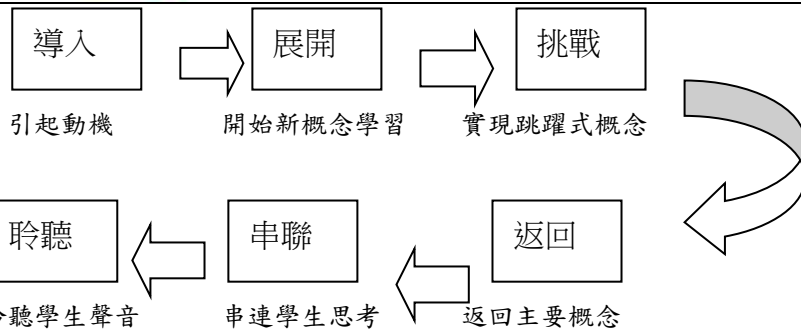 導入 展開 挑戰
引起動機 開始新概念學習 實現跳躍式概念
聆聽 串聯 返回
聽學生聲音 串連學生思考 返回主要概念